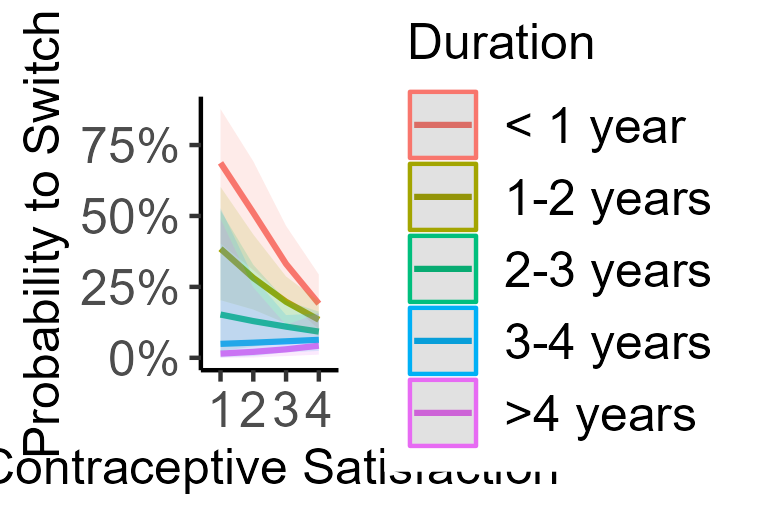 Probability to Switch
75%
50%
25%
0%
1 2 3 4
Contraceptive Satisfaction
Duration
< 1 year
1-2 years
2-3 years
3-4 years
>4 years